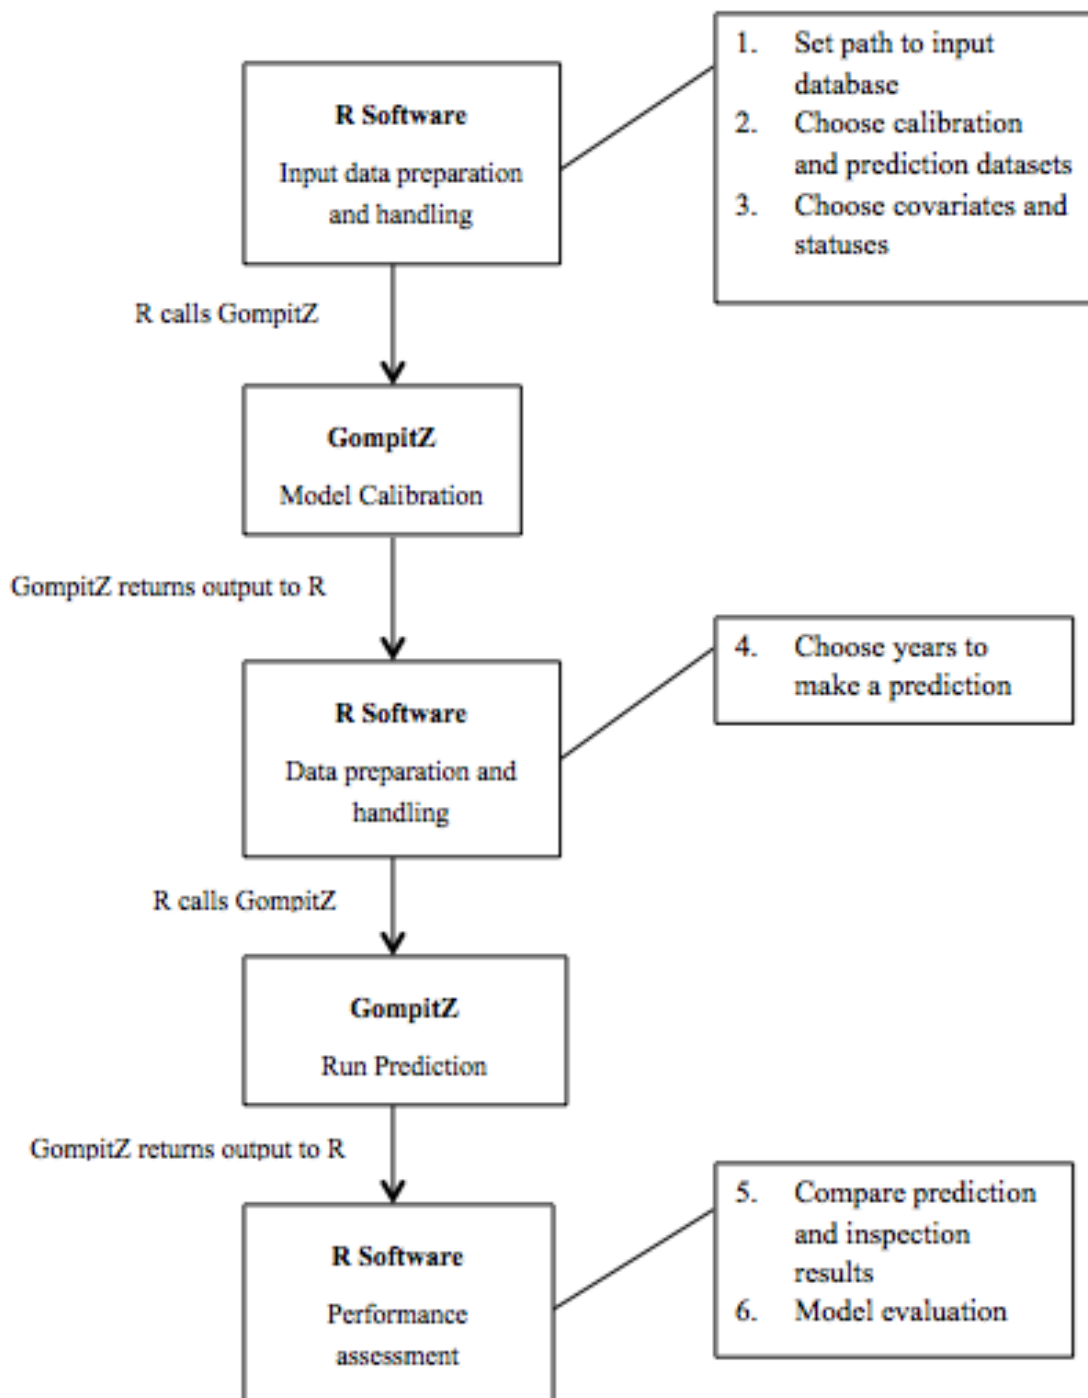 R Software
Input data preparation
and handling
1. Set path to input
database
2. Choose calibration
and prediction datasets
3. Choose covariates and
statuses
R calls GompitZ
GompitZ
Model Calibration
GompitZ returns output to R
R Software
Data preparation and
handling
4. Choose years to
make a prediction
R calls GompitZ
GompitZ
Run Prediction
GompitZ returns output to R
R Software
Performance
assessment
5. Compare prediction
and inspection
results
6. Model evaluation